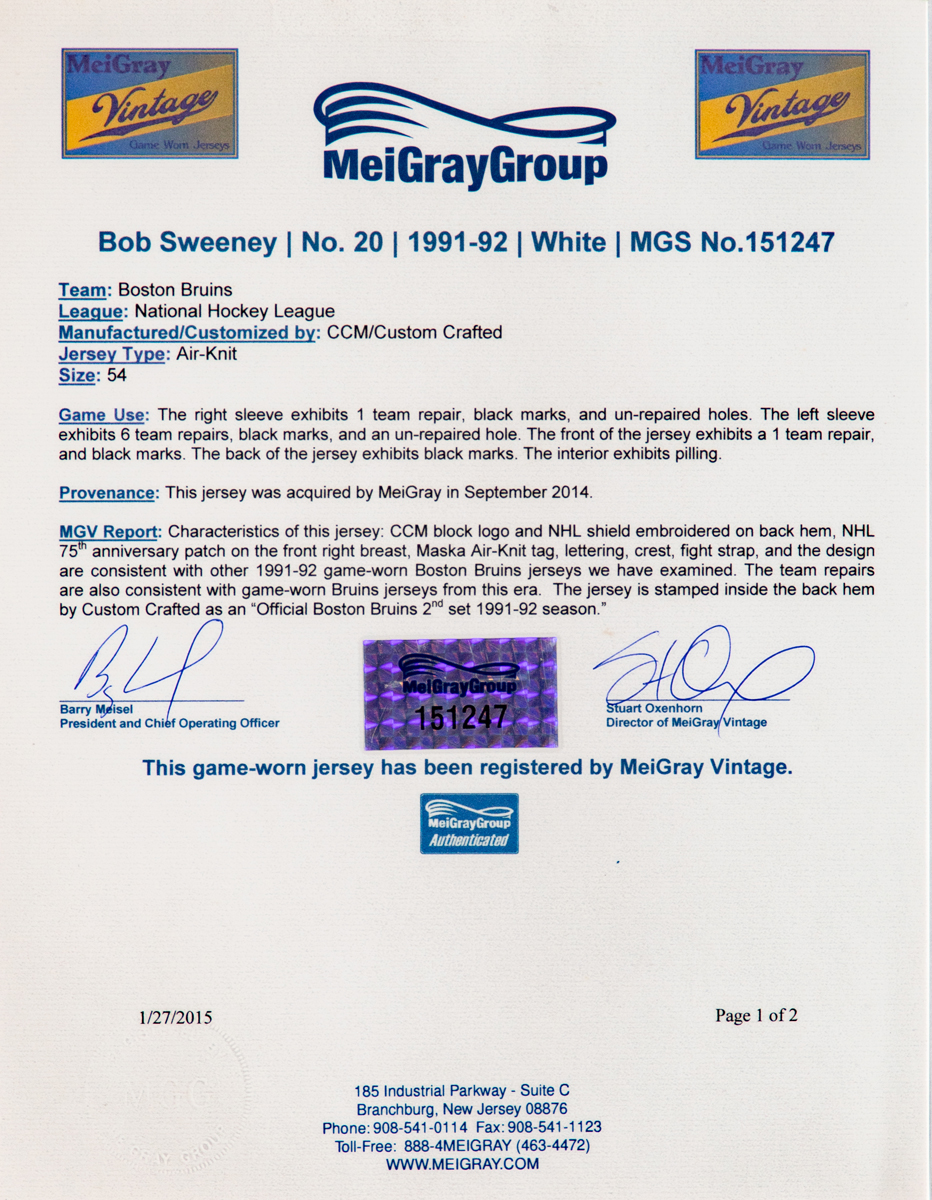 MeiGray
Vintage
Game Worn Jerseys
MeiGrayGroup
MeiGray
Vintage
Game Worn Jerseys
Bob Sweeney | No. 20 | 1991-92 | White | MGS No.151247
Team: Boston Bruins
League: National Hockey League
Manufactured/Customized by: CCM/Custom Crafted
Jersey Type: Air-Knit
Size: 54
Game Use: The right sleeve exhibits 1 team repair, black marks, and un-repaired holes. The left sleeve
exhibits 6 team repairs, black marks, and an un-repaired hole. The front of the jersey exhibits a 1 team repair,
and black marks. The back of the jersey exhibits black marks. The interior exhibits pilling.
Provenance: This jersey was acquired by MeiGray in September 2014.
MGV Report: Characteristics of this jersey: CCM block logo and NHL shield embroidered on back hem, NHL
75th anniversary patch on the front right breast, Maska Air-Knit tag, lettering, crest, fight strap, and the design
are consistent with other 1991-92 game-worn Boston Bruins jerseys we have examined. The team repairs
are also consistent with game-worn Bruins jerseys from this era. The jersey is stamped inside the back hem
by Custom Crafted as an “Official Boston Bruins 2nd set 1991-92 season.”
Barry Meisel
President and Chief Operating Officer
MeiGrayGroup
151247
Stuart Oxenhorn
Director of MeiGray Vintage
This game-worn jersey has been registered by MeiGray Vintage.
MeiGrayGroup
Authenticated
1/27/2015
Page 1 of 2
185 Industrial Parkway - Suite C
Branchburg, New Jersey 08876
Phone: 908-541-0114 Fax: 908-541-1123
Toll-Free: 888-4MEIGRAY (463-4472)
WWW.MEIGRAY.COM